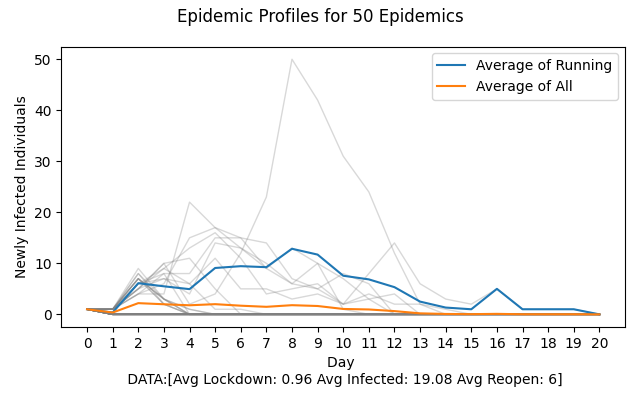 Epidemic Profiles for 50 Epidemics
Average of Running
Average of All
Newly Infected Individuals
50
40
30
20
10
0
0 1 2 3 4 5 6 7 8 9 10 11 12 13 14 15 16 17 18 19 20
Day
DATA:[Avg Lockdown: 0.96 Avg Infected: 19.08 Avg Reopen: 6]